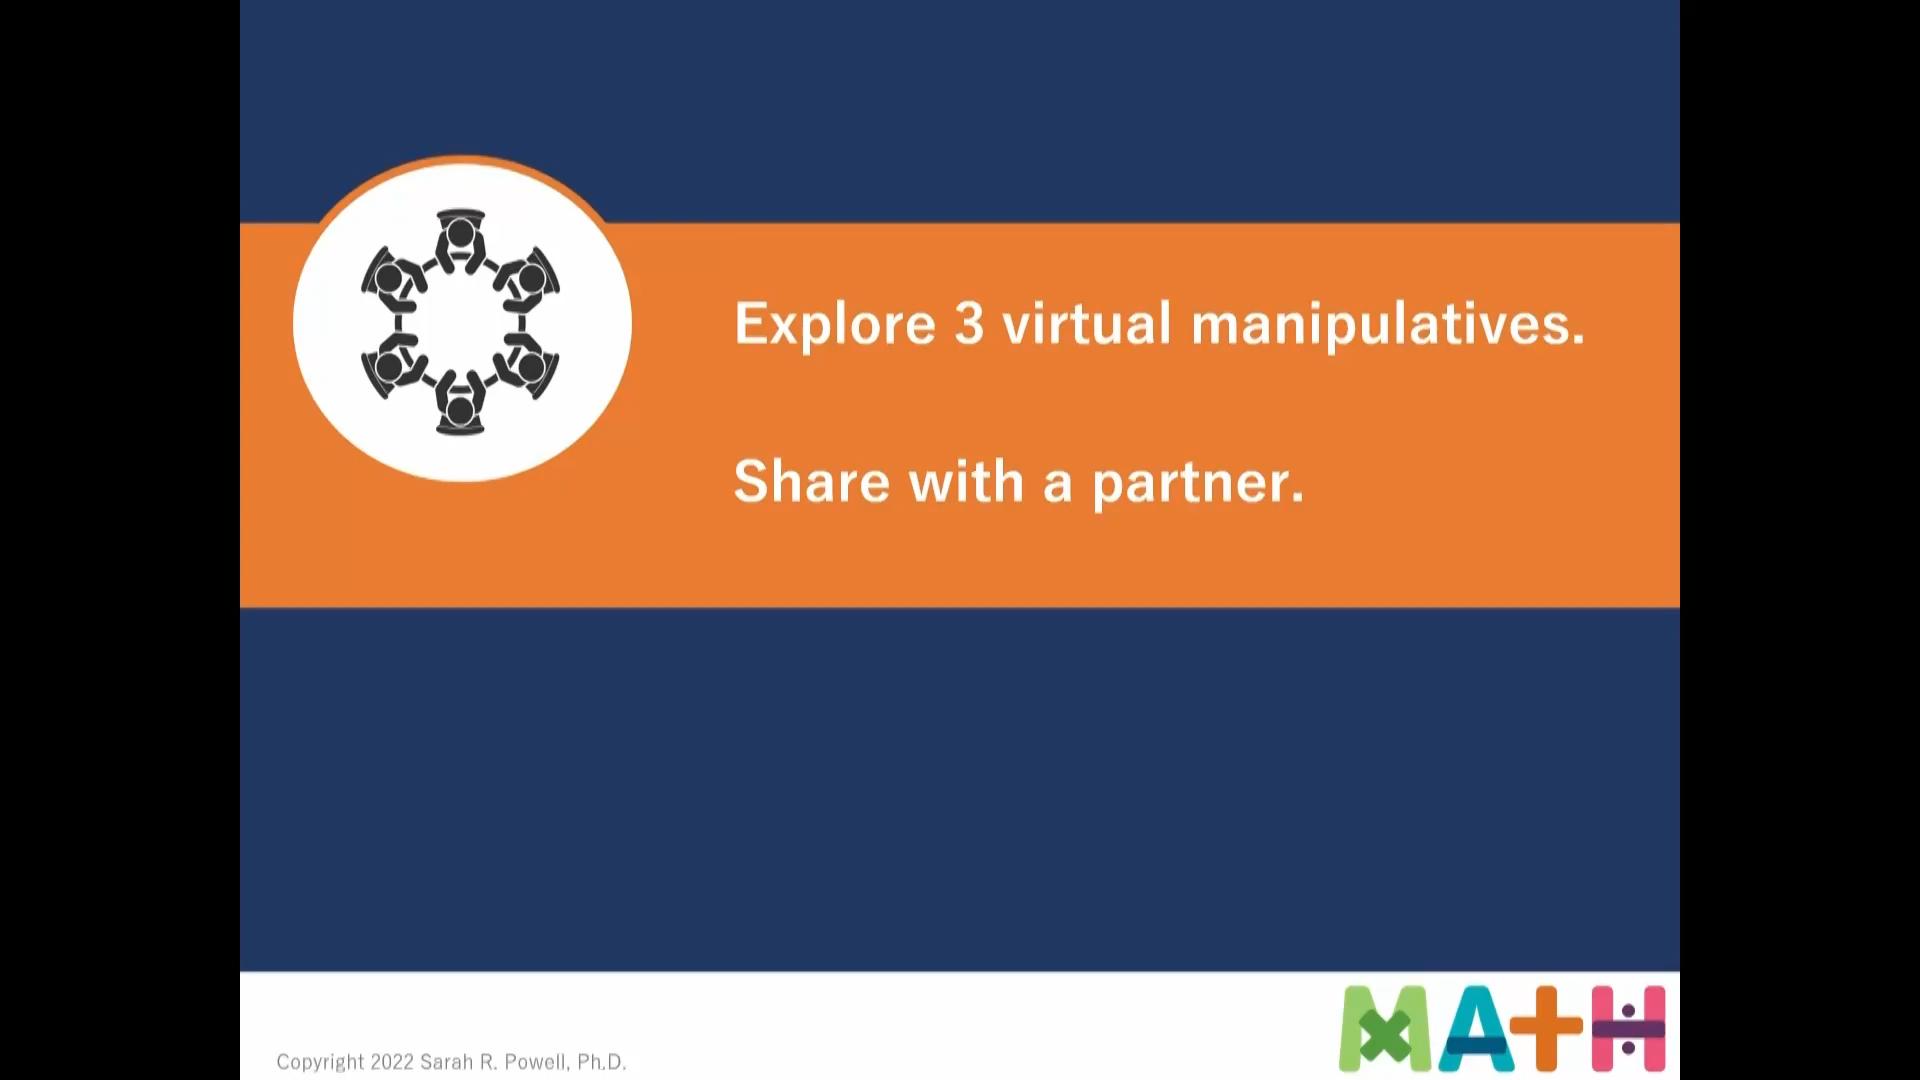 Explore 3 virtual manipulatives.
Share with a partner.
Copyright 2022 Sarah R. Powell, Ph.D.
MATH